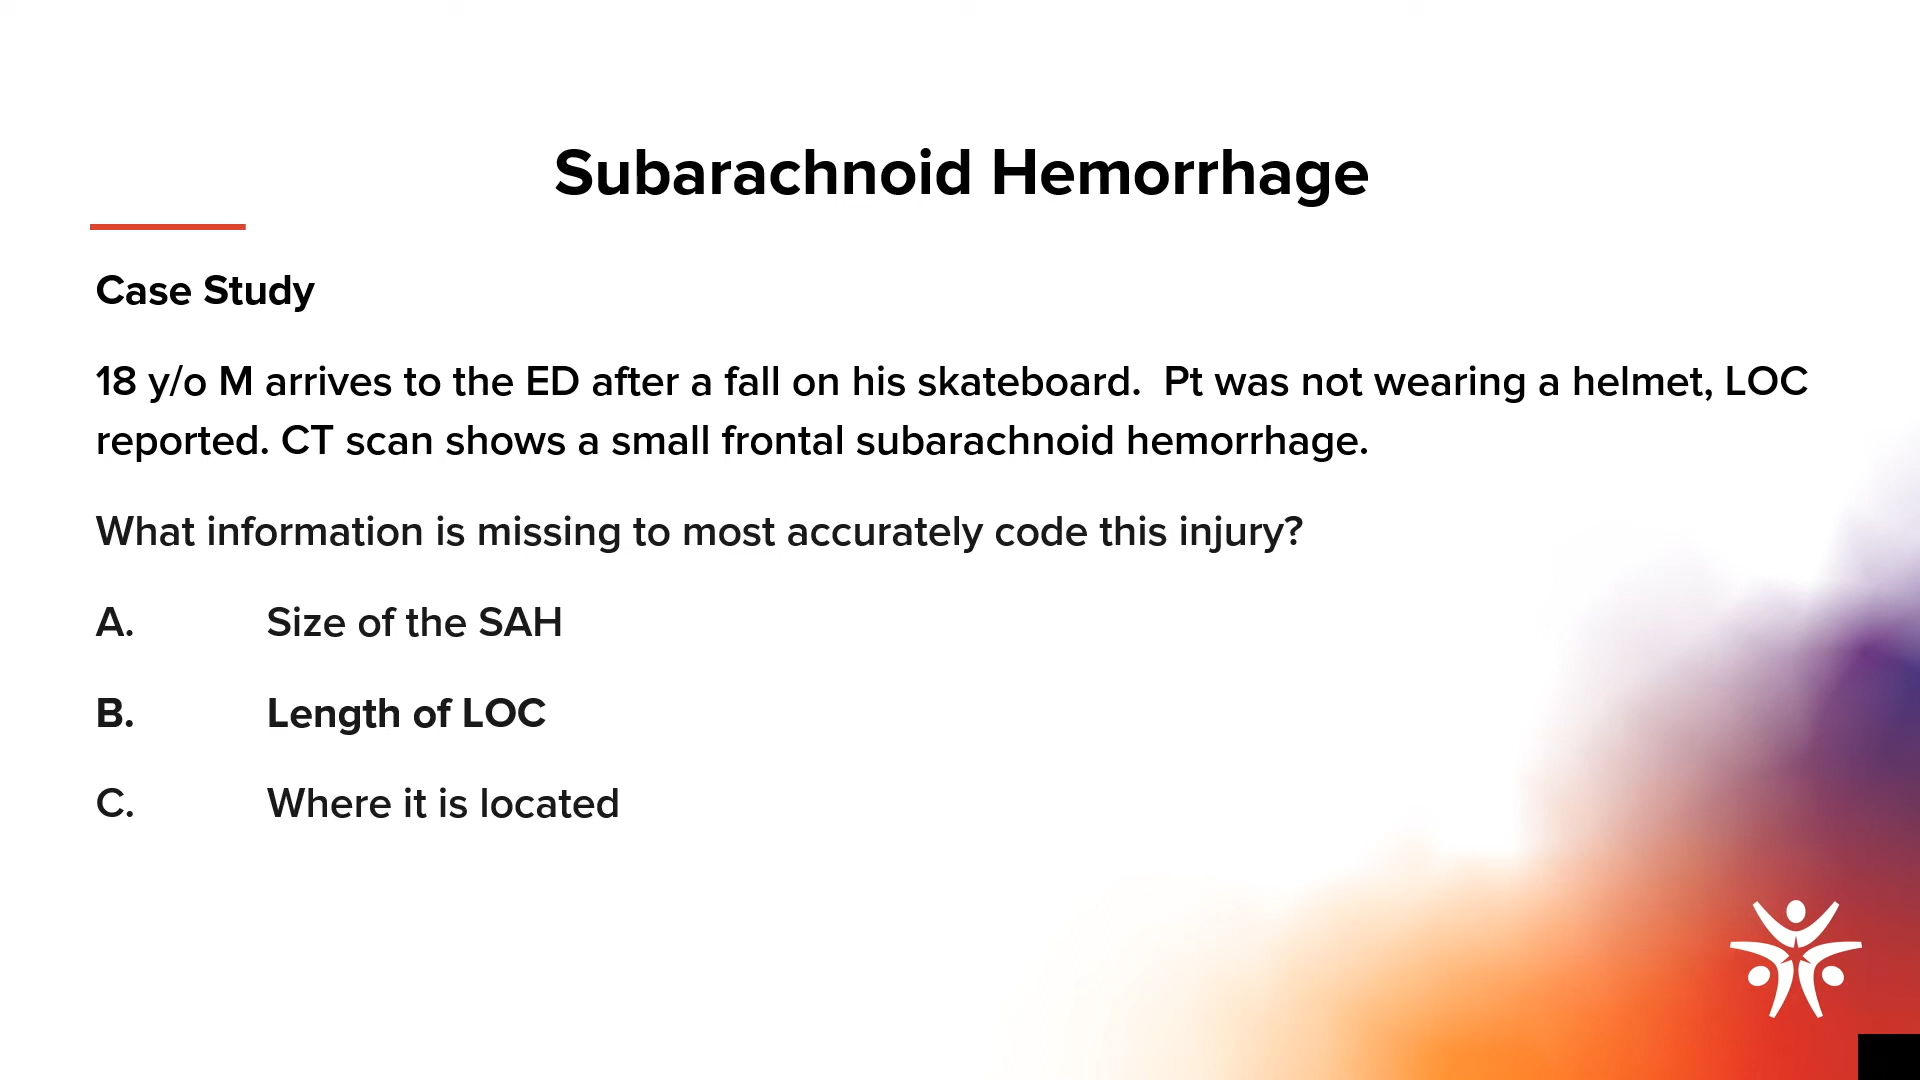 Subarachnoid Hemorrhage
Case Study
18 y/o M arrives to the ED after a fall on his skateboard.  Pt was not wearing a helmet, LOC
reported. CT scan shows a small frontal subarachnoid hemorrhage.
What information is missing to most accurately code this injury?
A. Size of the SAH
B. Length of LOC
C. Where it is located